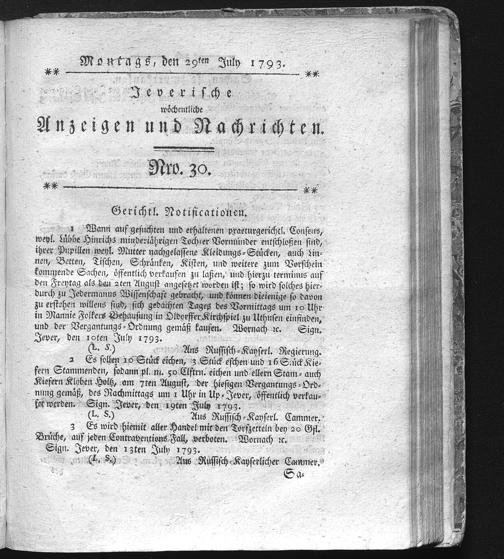 Montags, den 29ten July 1793.
Jeverische
wöchentliche
Anzeigen und Nachrichten.
Nro. 30.
Gerichtl. Notificationen.
1 Wann auf gesuchten und erhaltenen praeturgerichtl. Consens,
weyl. Lübbe Hinrichs minderjährigen Tochter Vormünder entschloßen sind,
ihrer Pupillen weyl. Mutter nachgelassene Kleidungs-Stücken, auch Lin-
nen, Betten, Tischen, Schränken, Kisten, und weitere zum Vorschein
kommende Sachen, öffentlich verkaufen zu laßen, und hierzu terminus auf
den Freytag als den 2ten August angesetzet worden ist; so wird solches hier-
durch zu Jedermanns Wissenschaft gebracht, und können diejenige so davon
zu erstehen willens sind, sich gedachten Tages des Vormittags um 10 Uhr
in Mannie Folkers Behausung in Oldorffer Kirchspiel zu Uthusen einfinden,
und der Vergantungs-Ordnung gemäß kaufen. Wornach ꝛc. Sign.
Jever, den 10ten July 1793.
(L. S.) Aus Russisch-Kayserl. Regierung.
2 Es sollen 10 Stück eichen, 3 Stück eschen und 16 Stück Kie-
fern Stammenden, sodann pl. m. 50 Clftrn. eichen und ellern Stam- auch
Kiefern Kloben Holtz, am 7ten August, der hiesigen Vergantungs-Ord-
nung gemäß, des Nachmittags um 1 Uhr in Up-Jever, öffentlich verkau-
fet werden. Sign. Jever, den 19ten July 1793.
(L. S.) Aus Russisch-Kayserl. Cammer.
3 Es wird hiemit aller Handel mit den Torfzetteln bey 20 Gfl.
Brüche, auf jeden Contraventions Fall, verboten. Wornach ꝛc.
Sign. Jever, den 13ten July 1793.
(L. S.) Aus Russisch-Kayserlicher Cammer.
Sa-